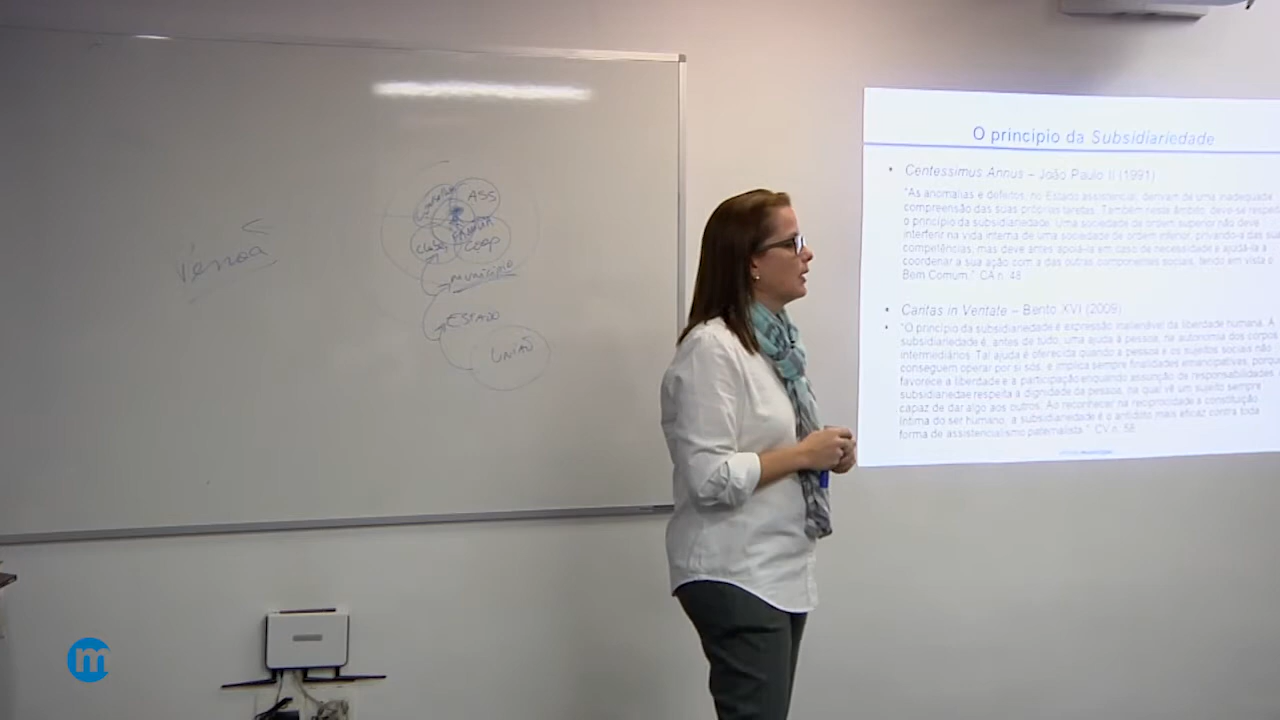 Pessoa
ASS
Coop
município
ESTADO
UNIÃO
O princípio da Subsidiariedade
• Centessimus Annus – João Paulo II (1991)
"As anomalias e defeitos, no Estado assistencial, derivam de uma inadequada
compreensão das suas próprias tarefas. Também neste âmbito, deve-se
o princípio da subsidiariedade: uma sociedade de ordem superior não deve
interferir na vida interna de uma sociedade de ordem inferior, privando-a das
competências, mas deve antes apoiá-la em caso de necessidade e ajudá-la a
coordenar a sua ação com a das outras componentes sociais, tendo em vista o
Bem Comum." CA n. 48
• Caritas in Veritate – Bento XVI (2009)
• "O princípio da subsidiariedade é expressão inalienável da liberdade humana. A
subsidiariedade é, antes de tudo, uma ajuda à pessoa, na autonomia dos corpos
intermediários. Tal ajuda é oferecida quando a pessoa e os sujeitos sociais não
conseguem operar por si sós, e implica sempre finalidades emancipativas, porque
favorece a liberdade e a participação enquanto assunção de responsabilidades.
subsidiariedae respeita a dignidade da pessoa, na qual vê um sujeito sempre
capaz de dar algo aos outros. Ao reconhecer na reciprocidade a constituição
íntima do ser humano, a subsidiariedade é o antídoto mais eficaz contra toda
forma de assistencialismo paternalista." CV n. 58
m